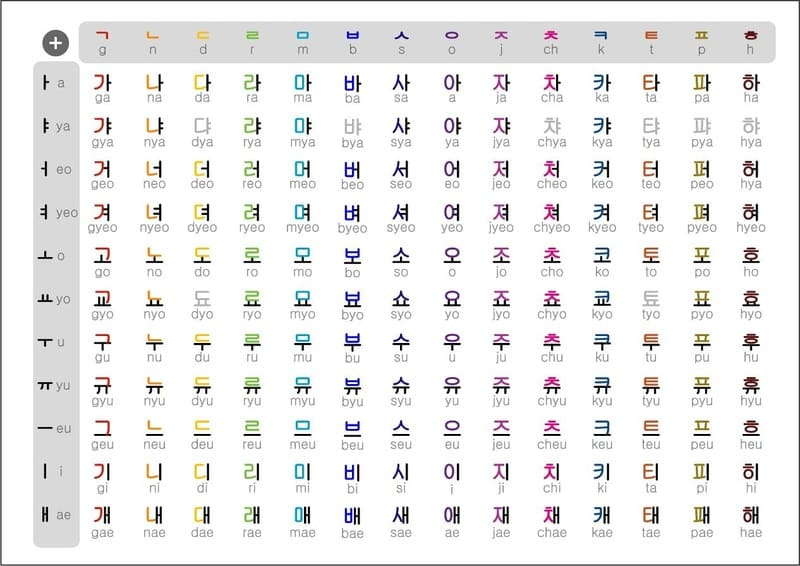 + ㄱ ㄴ ㄷ ㄹ ㅁ ㅂ ㅅ ㅇ ㅈ ㅊ ㅋ ㅌ ㅍ ㅎ
g n d r m b s o j ch k t p h
ㅏ a 가 나 다 라 마 바 사 아 자 차 카 타 파 하
ga na da ra ma ba sa a ja cha ka ta pa ha
ㅑ ya 갸 냐 댜 랴 먀 뱌 샤 야 쟈 챠 캬 탸 퍄 햐
gya nya dya rya mya bya sya ya jya chya kya tya pya hya
ㅓ eo 거 너 더 러 머 버 서 어 저 처 커 터 퍼 허
geo neo deo reo meo beo seo eo jeo cheo keo teo peo hya
ㅕ yeo 겨 녀 뎌 려 며 벼 셔 여 져 쳐 켜 텨 펴 혀
gyeo nyeo dyeo ryeo myeo byeo syeo yeo jyeo chyeo kyeo tyeo pyeo hyeo
ㅗ o 고 노 도 로 모 보 소 오 조 초 코 토 포 호
go no do ro mo bo so o jo cho ko to po ho
ㅛ yo 교 뇨 됴 료 묘 뵤 쇼 요 죠 쵸 쿄 툐 표 효
gyo nyo dyo ryo myo byo syo yo jyo chyo kyo tyo pyo hyo
ㅜ u 구 누 두 루 무 부 수 우 주 추 쿠 투 푸 후
gu nu du ru mu bu su u ju chu ku tu pu hu
ㅠ yu 규 뉴 듀 류 뮤 뷰 슈 유 쥬 츄 큐 튜 퓨 휴
gyu nyu dyu ryu myu byu syu yu jyu chyu kyu tyu pyu hyu
ㅡ eu 그 느 드 르 므 브 스 으 즈 츠 크 트 프 흐
geu neu deu reu meu beu seu eu jeu cheu keu teu peu heu
ㅣ i 기 니 디 리 미 비 시 이 지 치 키 티 피 히
gi ni di ri mi bi si i ji chi ki ta pi hi
ㅐ ae 개 내 대 래 매 배 새 애 재 채 캐 태 패 해
gae nae dae rae mae bae sae ae jae chae kae tae pae hae